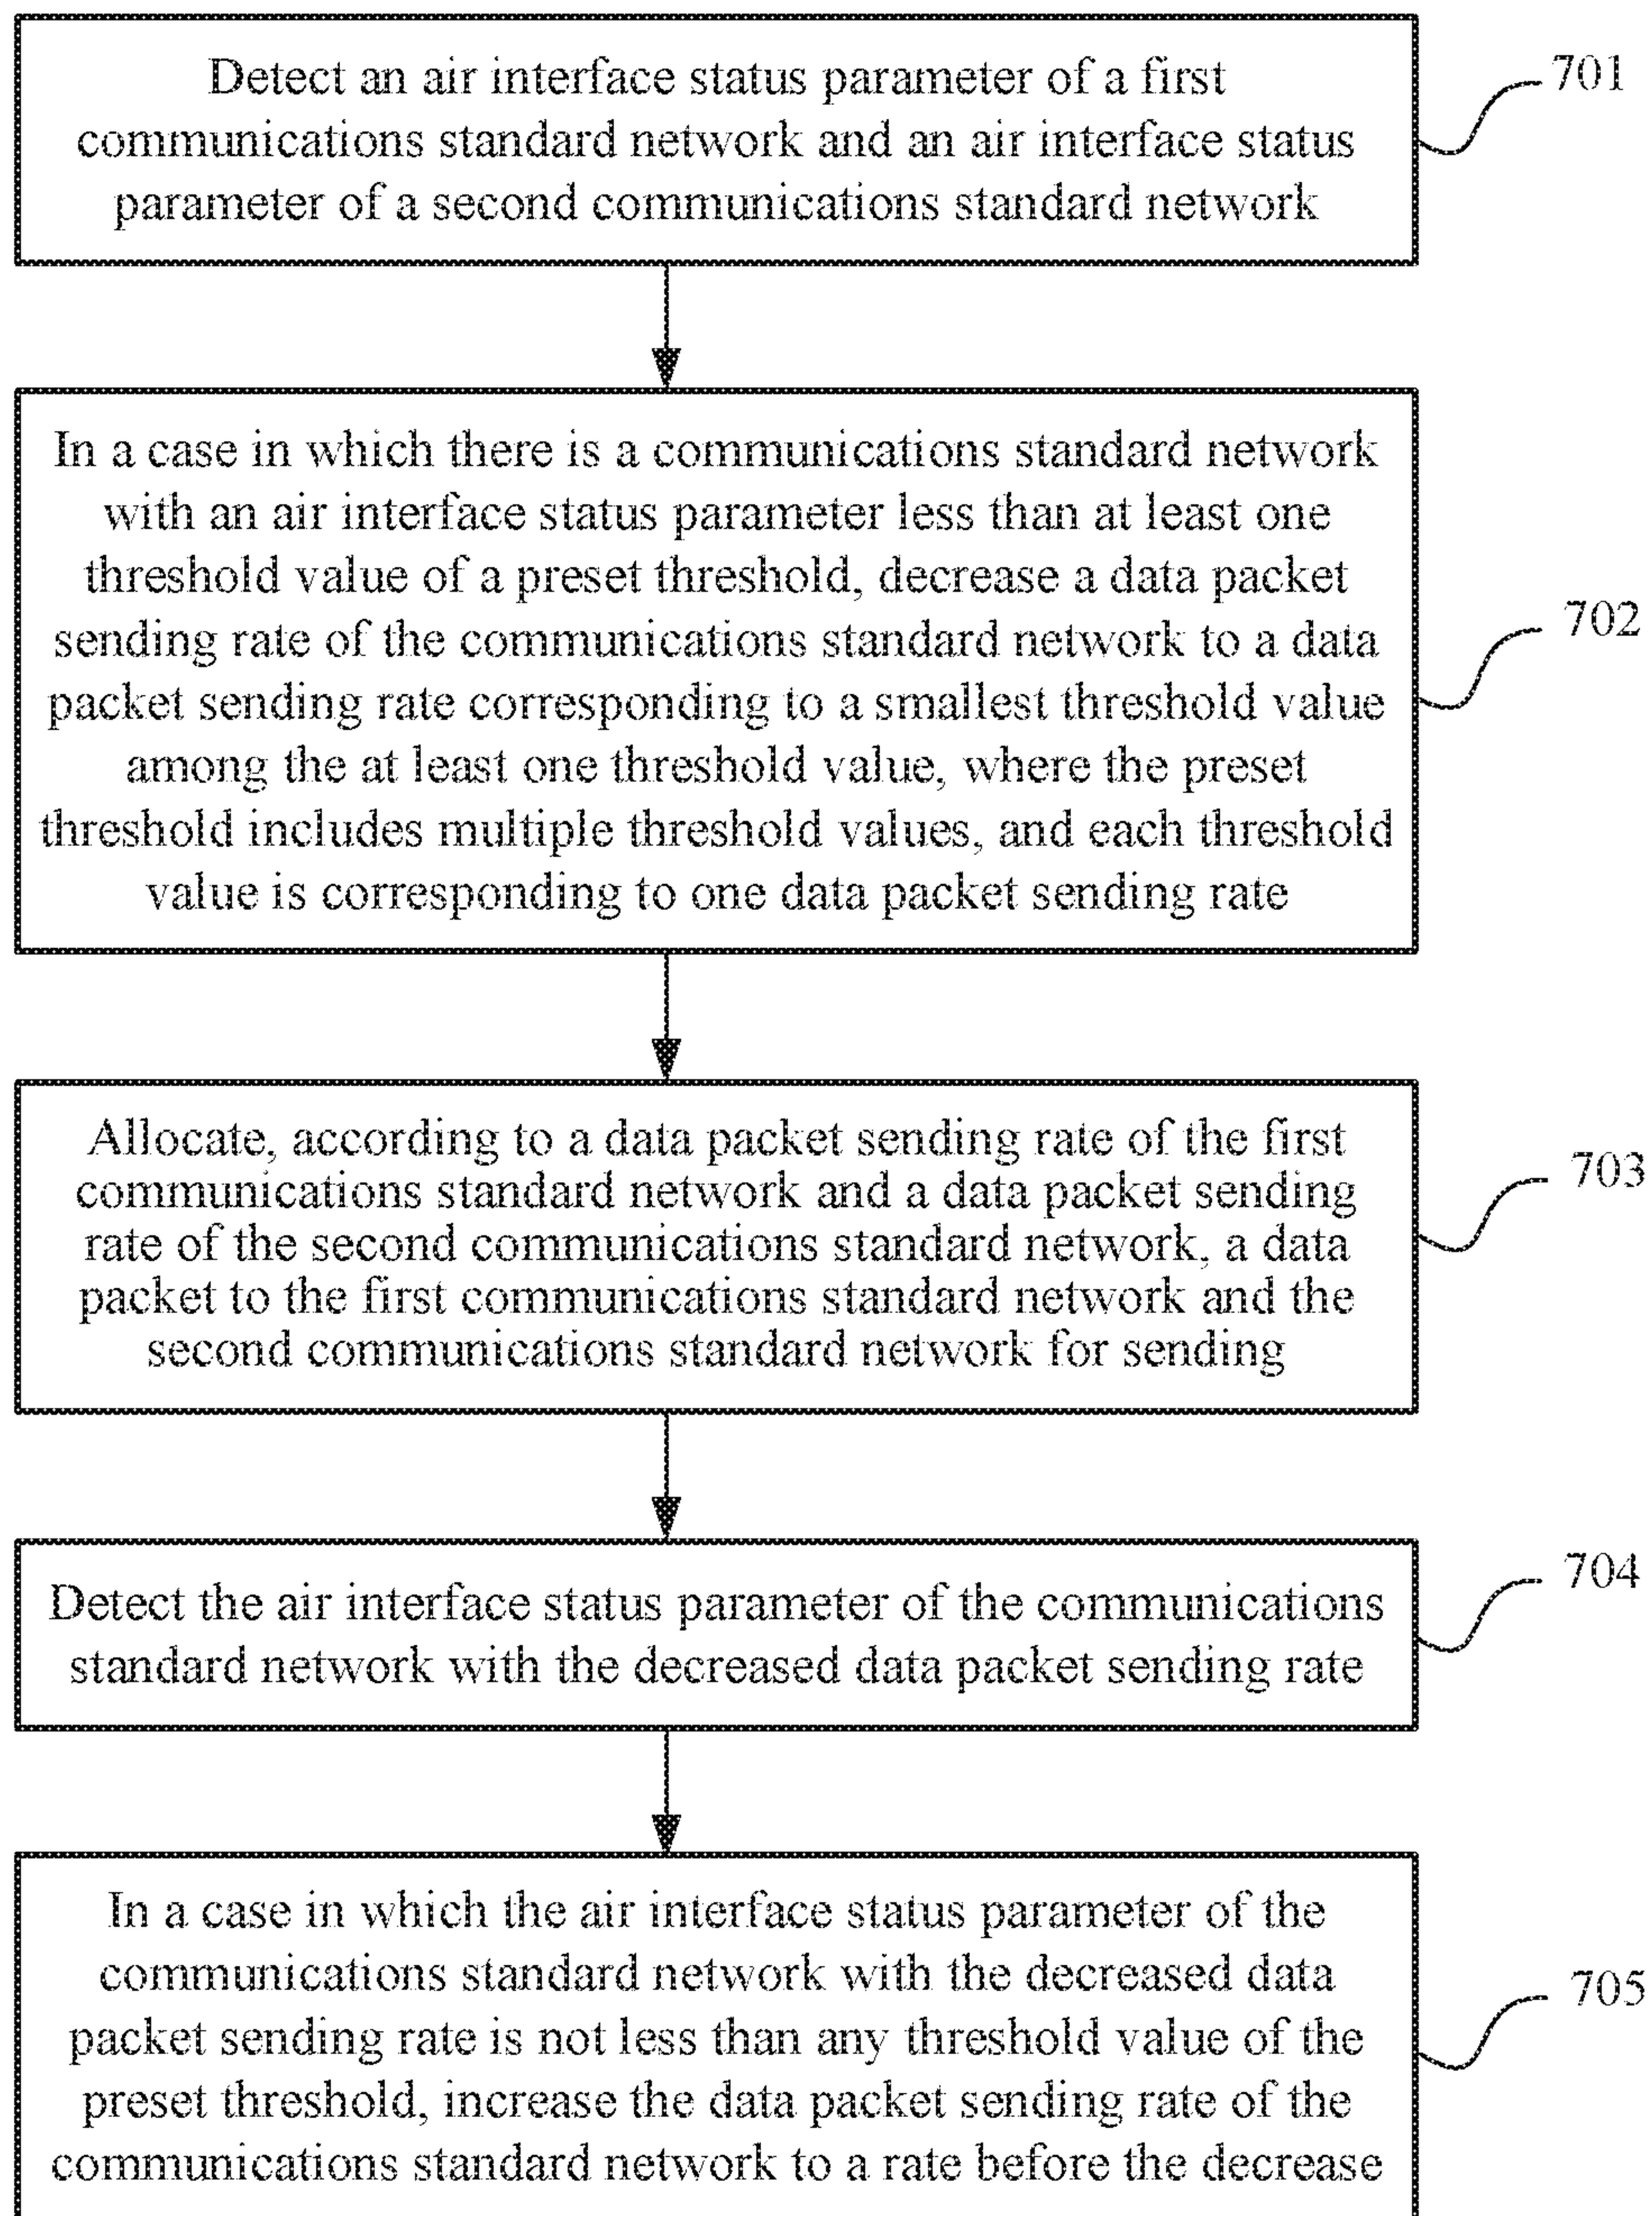 Detect an air interface status parameter of a first
communications standard network and an air interface status
parameter of a second communications standard network
701
In a case in which there is a communications standard network
with an air interface status parameter less than at least one
threshold value of a preset threshold, decrease a data packet
sending rate of the communications standard network to a data
packet sending rate corresponding to a smallest threshold value
among the at least one threshold value, where the preset
threshold includes multiple threshold values, and each threshold
value is corresponding to one data packet sending rate
702
Allocate, according to a data packet sending rate of the first
communications standard network and a data packet sending
rate of the second communications standard network, a data
packet to the first communications standard network and the
second communications standard network for sending
703
Detect the air interface status parameter of the communications
standard network with the decreased data packet sending rate
704
In a case in which the air interface status parameter of the
communications standard network with the decreased data
packet sending rate is not less than any threshold value of the
preset threshold, increase the data packet sending rate of the
communications standard network to a rate before the decrease
705